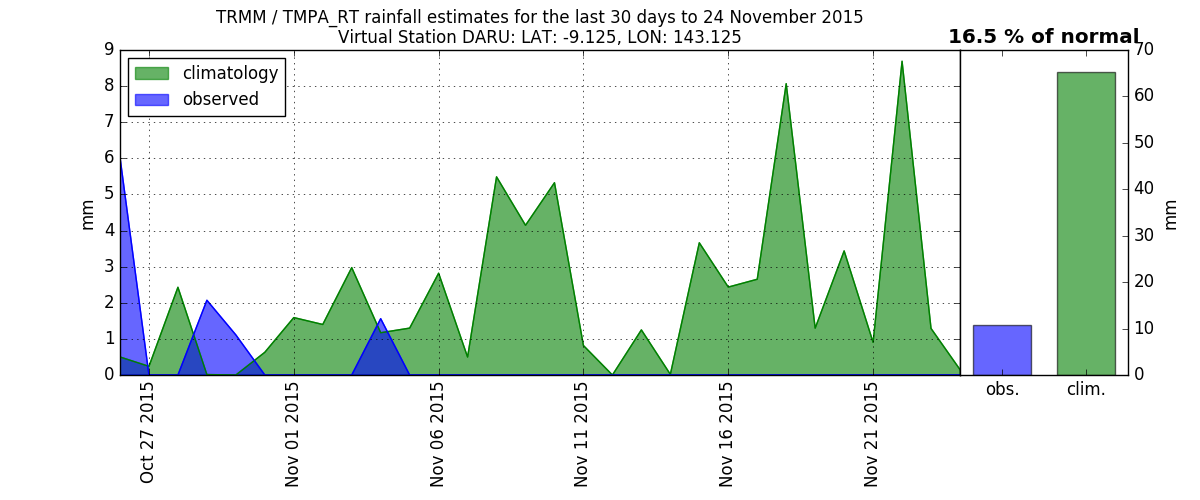 TRMM / TMPA_RT rainfall estimates for the last 30 days to 24 November 2015
Virtual Station DARU: LAT: -9.125, LON: 143.125
16.5 % of normal
climatology
observed
9
8
7
6
5
4
3
2
1
0
mm
Oct 27 2015
Nov 01 2015
Nov 06 2015
Nov 11 2015
Nov 16 2015
Nov 21 2015
70
60
50
40
30
20
10
0
mm
obs.
clim.